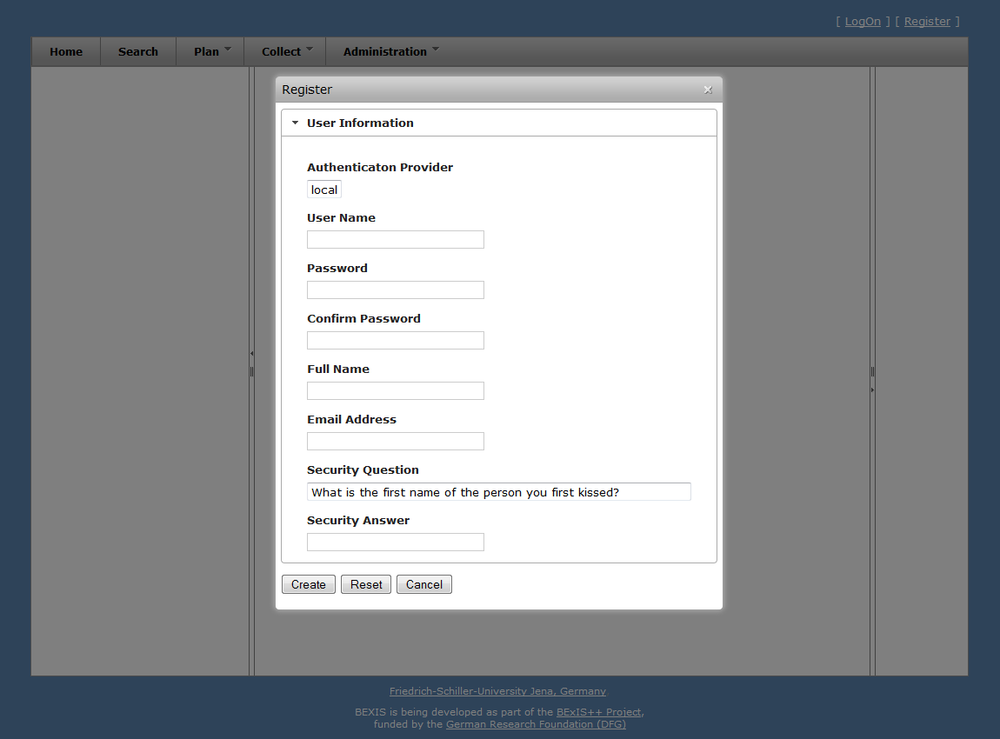 [ LogOn ] [ Register ]
Home Search Plan Collect Administration
Register
User Information
Authenticaton Provider
local
User Name
Password
Confirm Password
Full Name
Email Address
Security Question
What is the first name of the person you first kissed?
Security Answer
Create Reset Cancel
Friedrich-Schiller-University Jena, Germany
BEXIS is being developed as part of the BExIS++ Project,
funded by the German Research Foundation (DFG)